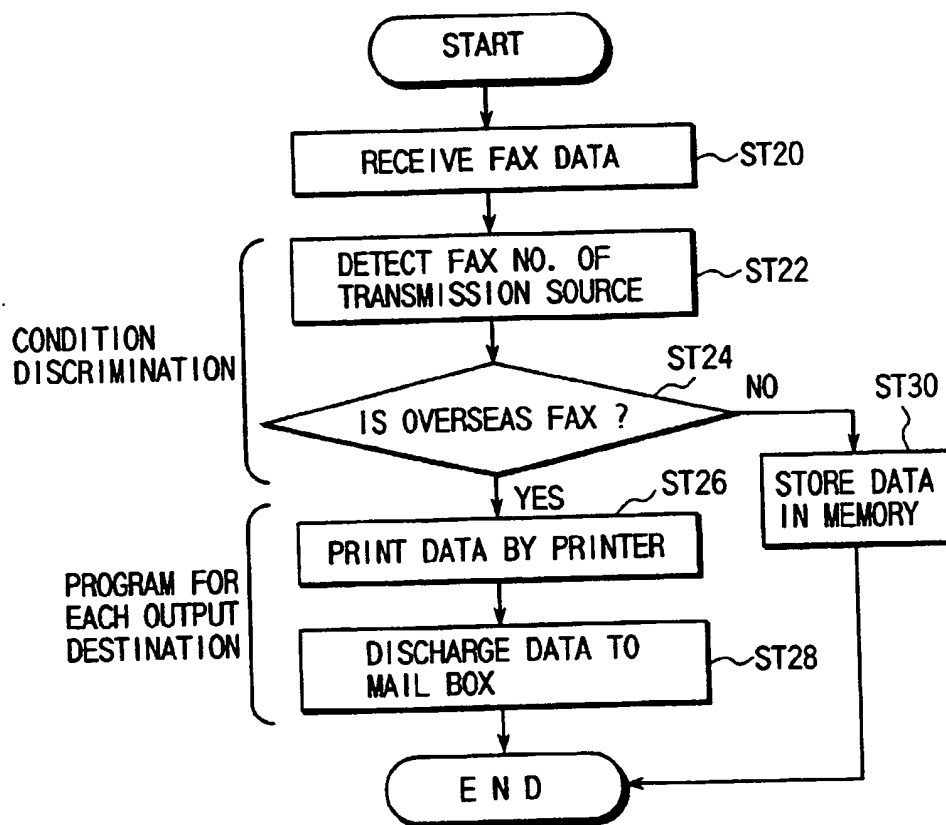 START
RECEIVE FAX DATA
ST20
DETECT FAX NO. OF
TRANSMISSION SOURCE
ST22
CONDITION
DISCRIMINATION
IS OVERSEAS FAX ?
ST24
NO
ST30
STORE DATA
IN MEMORY
YES
ST26
PRINT DATA BY PRINTER
PROGRAM FOR
EACH OUTPUT
DESTINATION
DISCHARGE DATA TO
MAIL BOX
ST28
END